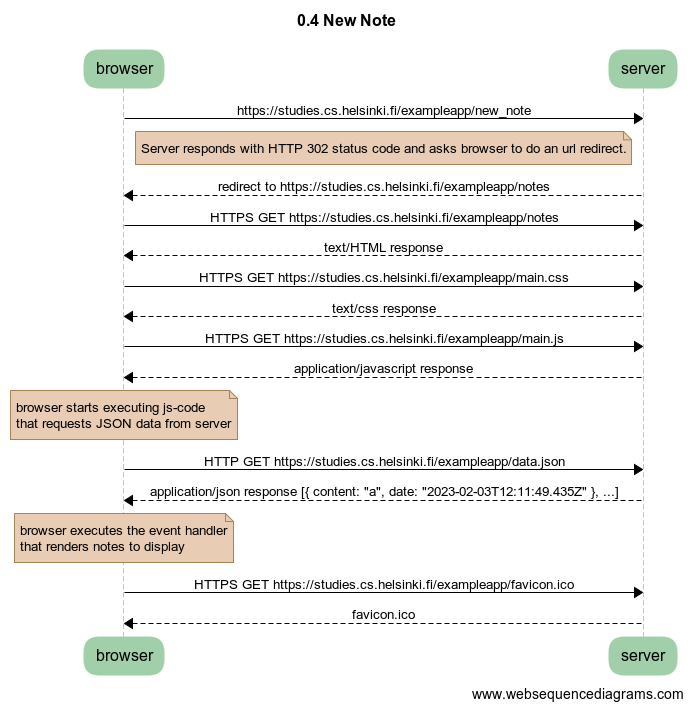 0.4 New Note
browser
server
https://studies.cs.helsinki.fi/exampleapp/new_note
Server responds with HTTP 302 status code and asks browser to do an url redirect.
redirect to https://studies.cs.helsinki.fi/exampleapp/notes
HTTPS GET https://studies.cs.helsinki.fi/exampleapp/notes
text/HTML response
HTTPS GET https://studies.cs.helsinki.fi/exampleapp/main.css
text/css response
HTTPS GET https://studies.cs.helsinki.fi/exampleapp/main.js
application/javascript response
browser starts executing js-code
that requests JSON data from server
HTTP GET https://studies.cs.helsinki.fi/exampleapp/data.json
application/json response [{ content: "a", date: "2023-02-03T12:11:49.435Z" }, ...]
browser executes the event handler
that renders notes to display
HTTPS GET https://studies.cs.helsinki.fi/exampleapp/favicon.ico
favicon.ico
browser
server
www.websequencediagrams.com